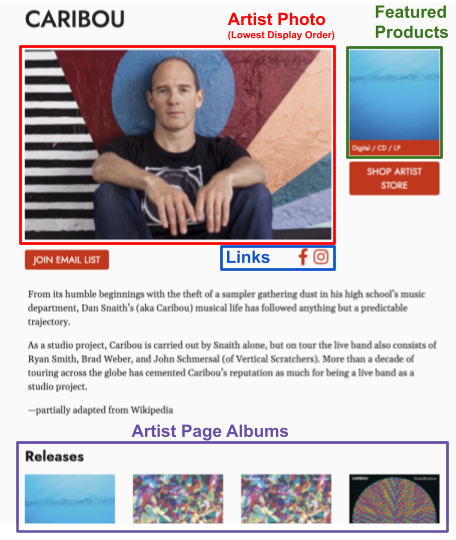 CARIBOU
Artist Photo
(Lowest Display Order)
Featured
Products
Digital / CD / LP
SHOP ARTIST
STORE
JOIN EMAIL LIST
Links
From its humble beginnings with the theft of a sampler gathering dust in his high school's music
department, Dan Snaith's (aka Caribou) musical life has followed anything but a predictable
trajectory.
As a studio project, Caribou is carried out by Snaith alone, but on tour the live band also consists of
Ryan Smith, Brad Weber, and John Schmersal (of Vertical Scratchers). More than a decade of
touring across the globe has cemented Caribou's reputation as much for being a live band as a
studio project.
—partially adapted from Wikipedia
Artist Page Albums
Releases
CARIBOU